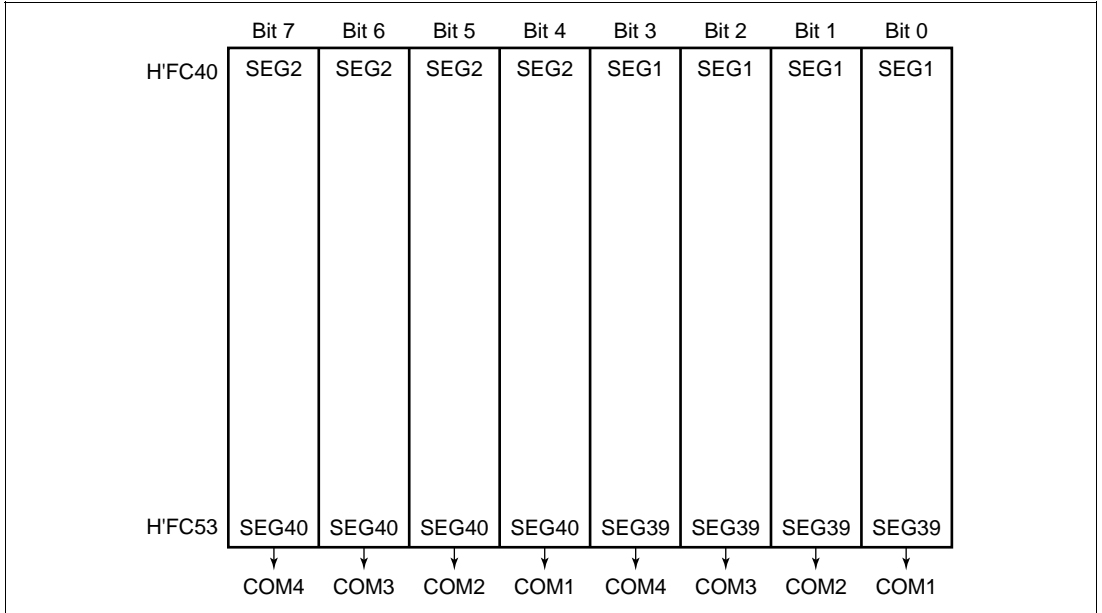 Bit 7 Bit 6 Bit 5 Bit 4 Bit 3 Bit 2 Bit 1 Bit 0
H'FC40 SEG2 SEG2 SEG2 SEG2 SEG1 SEG1 SEG1 SEG1
H'FC53 SEG40 SEG40 SEG40 SEG40 SEG39 SEG39 SEG39 SEG39
COM4 COM3 COM2 COM1 COM4 COM3 COM2 COM1